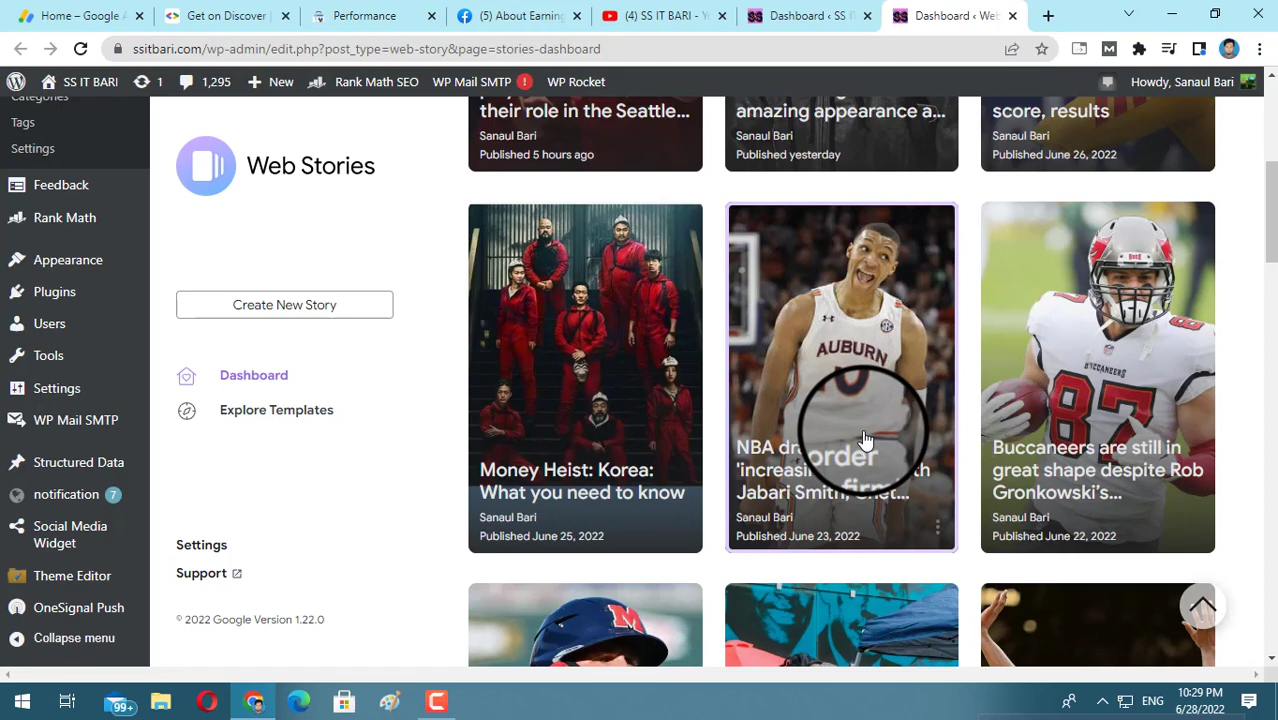 Home – Google A
Get on Discover |
Performance
(5) About Earning
(4) SS IT BARI - Y
Dashboard ‹ SS IT
Dashboard ‹ Web
ssitbari.com/wp-admin/edit.php?post_type=web-story&page=stories-dashboard
SS IT BARI
1
1,295
New
Rank Math SEO
WP Mail SMTP
!
WP Rocket
Howdy, Sanaul Bari
Categories
Tags
Settings
Feedback
Rank Math
Appearance
Plugins
Users
Tools
Settings
WP Mail SMTP
Structured Data
notification 7
Social Media
Widget
Theme Editor
OneSignal Push
Collapse menu
Web Stories
Create New Story
Dashboard
Explore Templates
Settings
Support
© 2022 Google Version 1.22.0
their role in the Seattle...
Sanaul Bari
Published 5 hours ago
amazing appearance a...
Sanaul Bari
Published yesterday
score, results
Sanaul Bari
Published June 26, 2022
Money Heist: Korea:
What you need to know
Sanaul Bari
Published June 25, 2022
AUBURN
NBA
order
Jabari Smith,
Sanaul Bari
Published June 23, 2022
BUCCANEERS
87
Buccaneers are still in
great shape despite Rob
Gronkowski's...
Sanaul Bari
Published June 22, 2022
M
99+
ENG
10:29 PM
6/28/2022